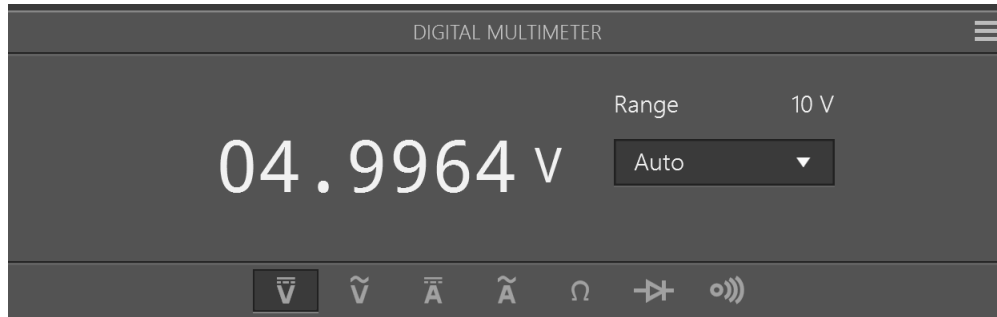 DIGITAL MULTIMETER
Range 10 V
04.9964 V
Auto
V V A A Ω